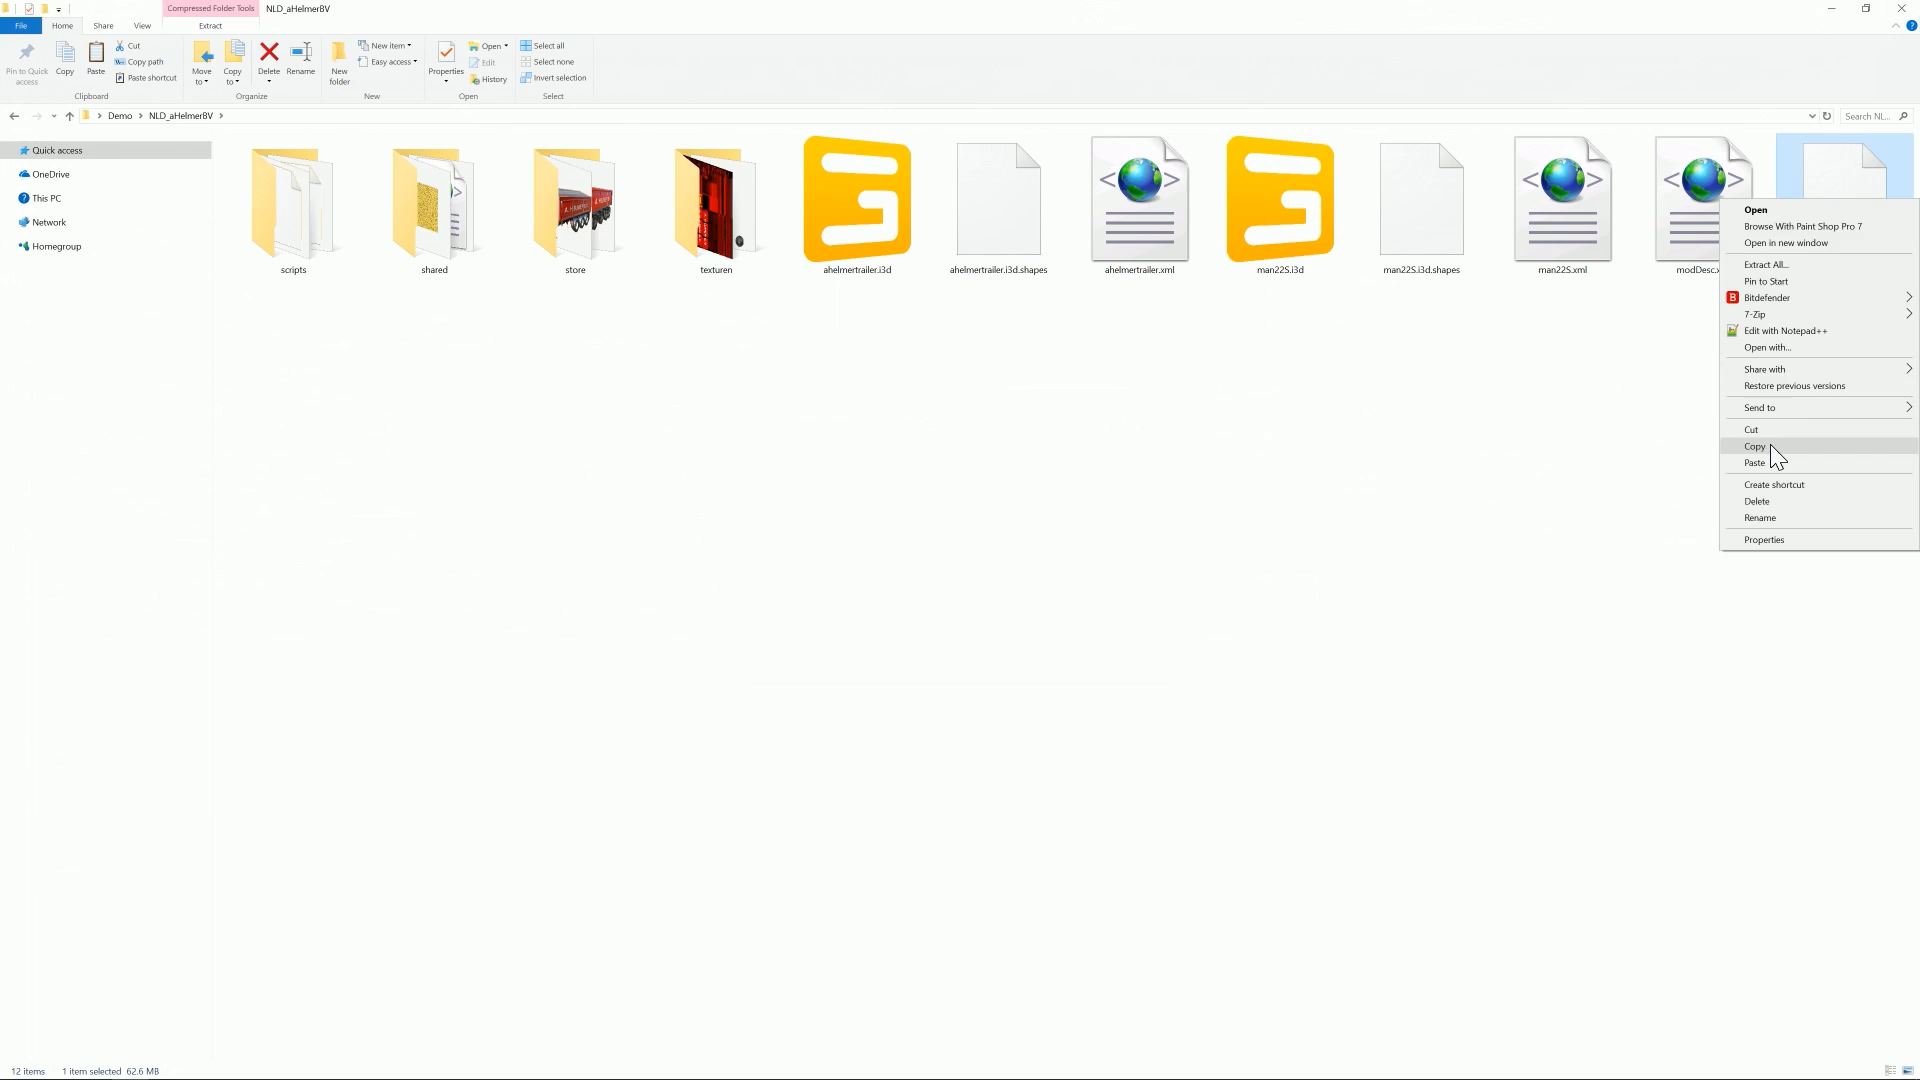 Compressed Folder Tools NLD_aHelmerBV
File Home Share View Extract
Pin to Quick access
Copy
Paste
Cut
Copy path
Paste shortcut
Clipboard
Move to
Copy to
Delete
Rename
Organize
New folder
New item
Easy access
New
Properties
Open
Edit
History
Open
Select all
Select none
Invert selection
Select
Demo NLD_aHelmerBV
Search NL...
Quick access
OneDrive
This PC
Network
Homegroup
scripts
shared
store
texturen
ahelmertrailer.i3d
ahelmertrailer.i3d.shapes
ahelmertrailer.xml
man22S.i3d
man22S.i3d.shapes
man22S.xml
modDesc.x
Open
Browse With Paint Shop Pro 7
Open in new window
Extract All...
Pin to Start
B Bitdefender
7-Zip
Edit with Notepad++
Open with...
Share with
Restore previous versions
Send to
Cut
Copy
Paste
Create shortcut
Delete
Rename
Properties
12 items 1 item selected 62.6 MB